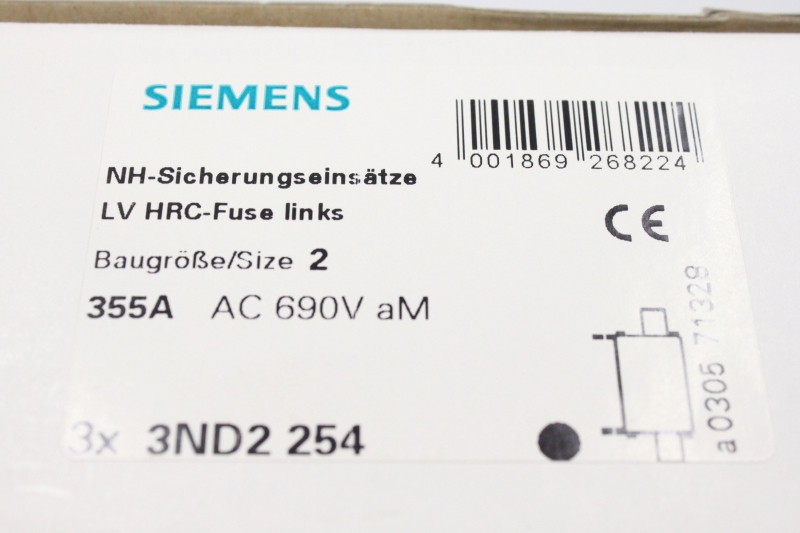 SIEMENS
4 001869 268224
NH-Sicherungseinsätze
LV HRC-Fuse links
CE
Baugröße/Size 2
355A AC 690V aM
3x 3ND2 254
a 0305 71328